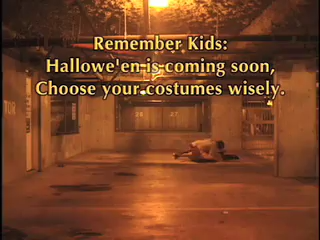 Remember Kids:
Hallowe'en is coming soon,
Choose your costumes wisely.